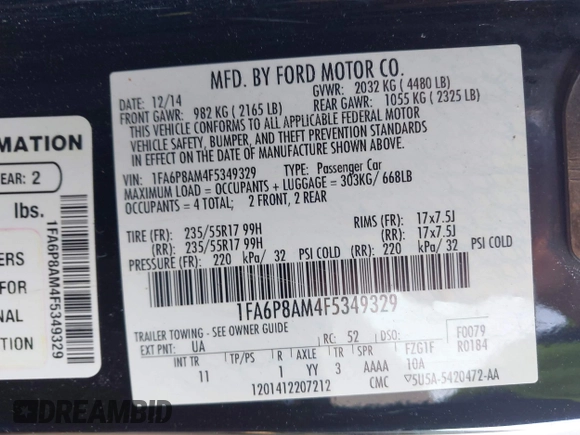 MFD. BY FORD MOTOR CO.
DATE: 12/14 GVWR: 2032 KG ( 4480 LB)
FRONT GAWR: 982 KG ( 2165 LB) REAR GAWR: 1055 KG ( 2325 LB)
THIS VEHICLE CONFORMS TO ALL APPLICABLE FEDERAL MOTOR
VEHICLE SAFETY, BUMPER, AND THEFT PREVENTION STANDARDS
IN EFFECT ON THE DATE OF MANUFACTURE SHOWN ABOVE.
VIN: 1FA6P8AM4F5349329 TYPE: Passenger Car
MAXIMUM LOAD = OCCUPANTS + LUGGAGE = 303KG/ 668LB
OCCUPANTS = 4 TOTAL; 2 FRONT, 2 REAR
TIRE (FR): 235/55R17 99H RIMS (FR): 17x7.5J
(RR): 235/55R17 99H (RR): 17x7.5J
PRESSURE (FR): 220 kPa/ 32 PSI COLD (RR): 220 kPa/ 32 PSI COLD
1FA6P8AM4F5349329
TRAILER TOWING - SEE OWNER GUIDE
EXT PNT: UA RC: 52 DSO: F0079
INT TR TP/PS R AXLE TR SPR FZG1F R0184
11 1 YY 3 AAAA 10A
1201412207212 CMC 5U5A-5420472-AA
RMATION
EAR: 2
lbs.
1FA6P8AM4F5349329
ERS
FOR
NAL
DREAMBID